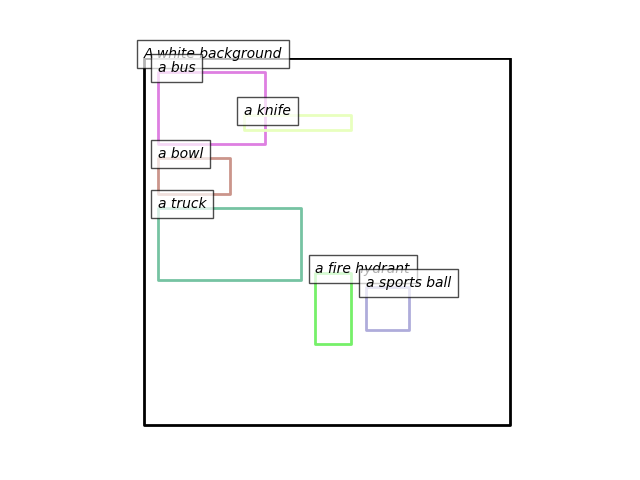 A white background
a bus
a knife
a bowl
a truck
a fire hydrant
a sports ball